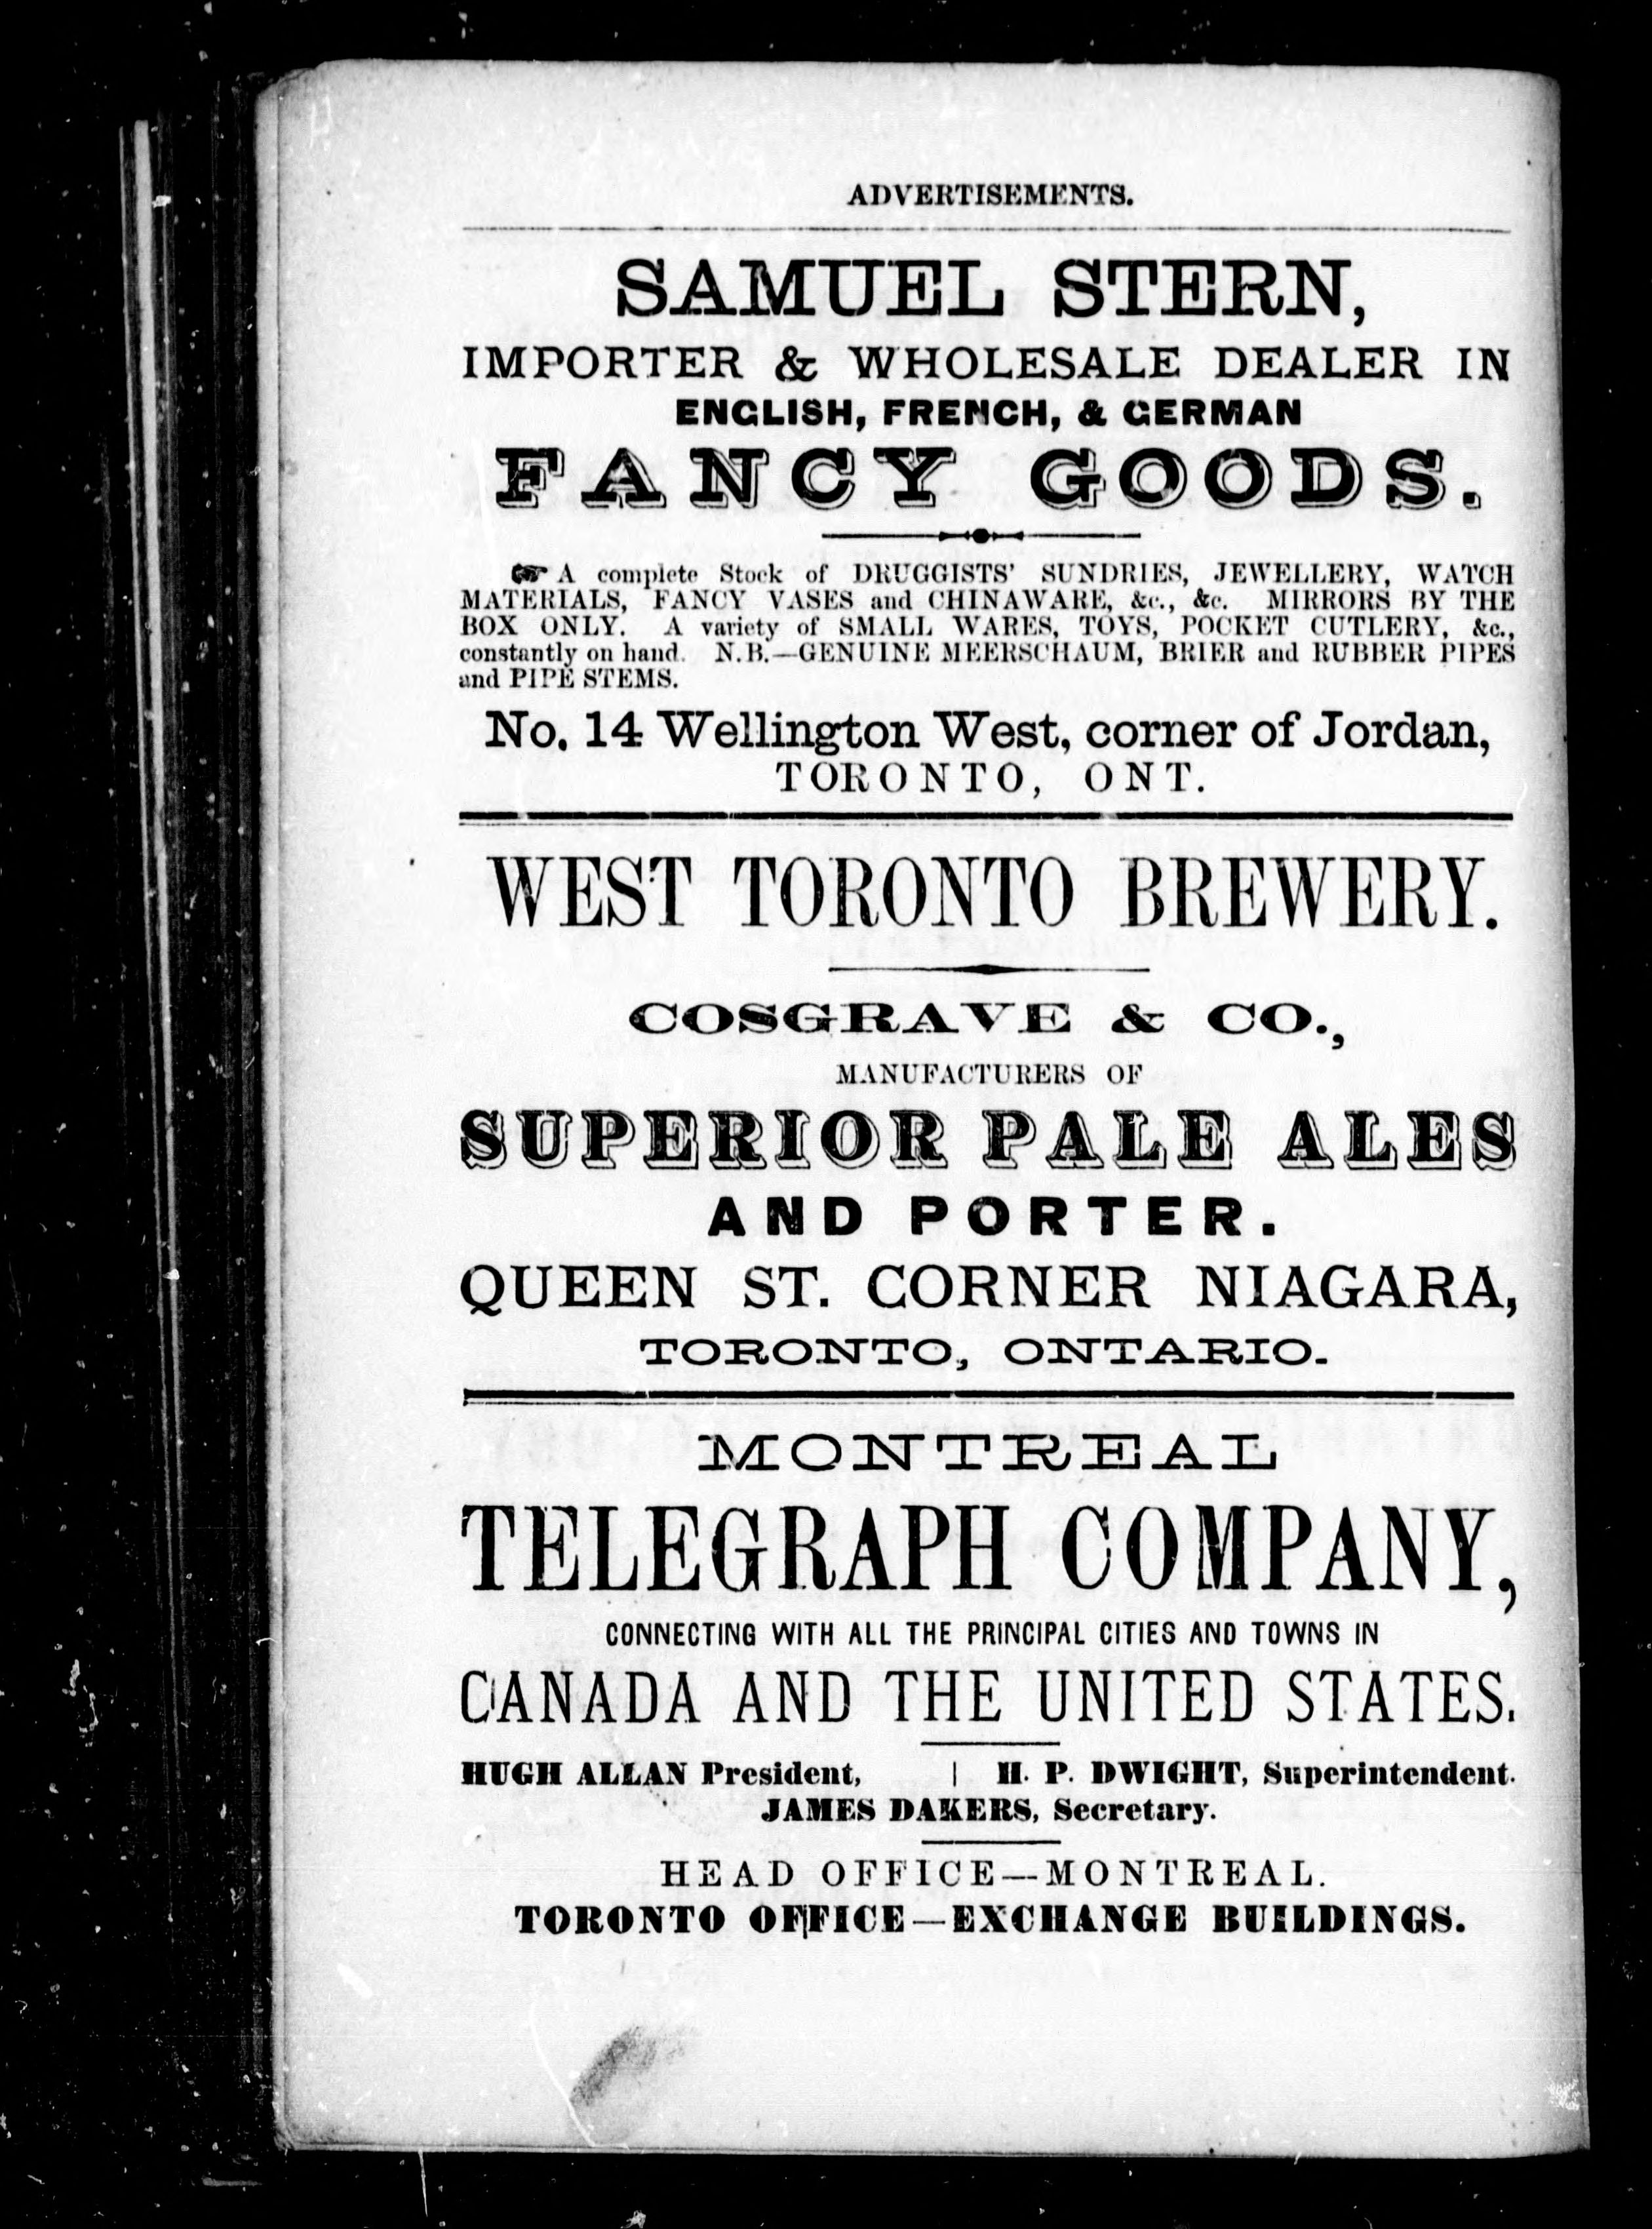 ADVERTISEMENTS.
SAMUEL STERN,
IMPORTER & WHOLESALE DEALER IN
ENGLISH, FRENCH, & GERMAN
FANCY GOODS.
☞ A complete Stock of DRUGGISTS' SUNDRIES, JEWELLERY, WATCH
MATERIALS, FANCY VASES and CHINAWARE, &c., &c. MIRRORS BY THE
BOX ONLY. A variety of SMALL WARES, TOYS, POCKET CUTLERY, &c.,
constantly on hand. N.B.—GENUINE MEERSCHAUM, BRIER and RUBBER PIPES
and PIPE STEMS.
No. 14 Wellington West, corner of Jordan,
TORONTO, ONT.
WEST TORONTO BREWERY.
COSGRAVE & CO.,
MANUFACTURERS OF
SUPERIOR PALE ALES
AND PORTER.
QUEEN ST. CORNER NIAGARA,
TORONTO, ONTARIO.
MONTREAL
TELEGRAPH COMPANY,
CONNECTING WITH ALL THE PRINCIPAL CITIES AND TOWNS IN
CANADA AND THE UNITED STATES.
HUGH ALLAN President, | H. P. DWIGHT, Superintendent.
JAMES DAKERS, Secretary.
HEAD OFFICE—MONTREAL.
TORONTO OFFICE—EXCHANGE BUILDINGS.